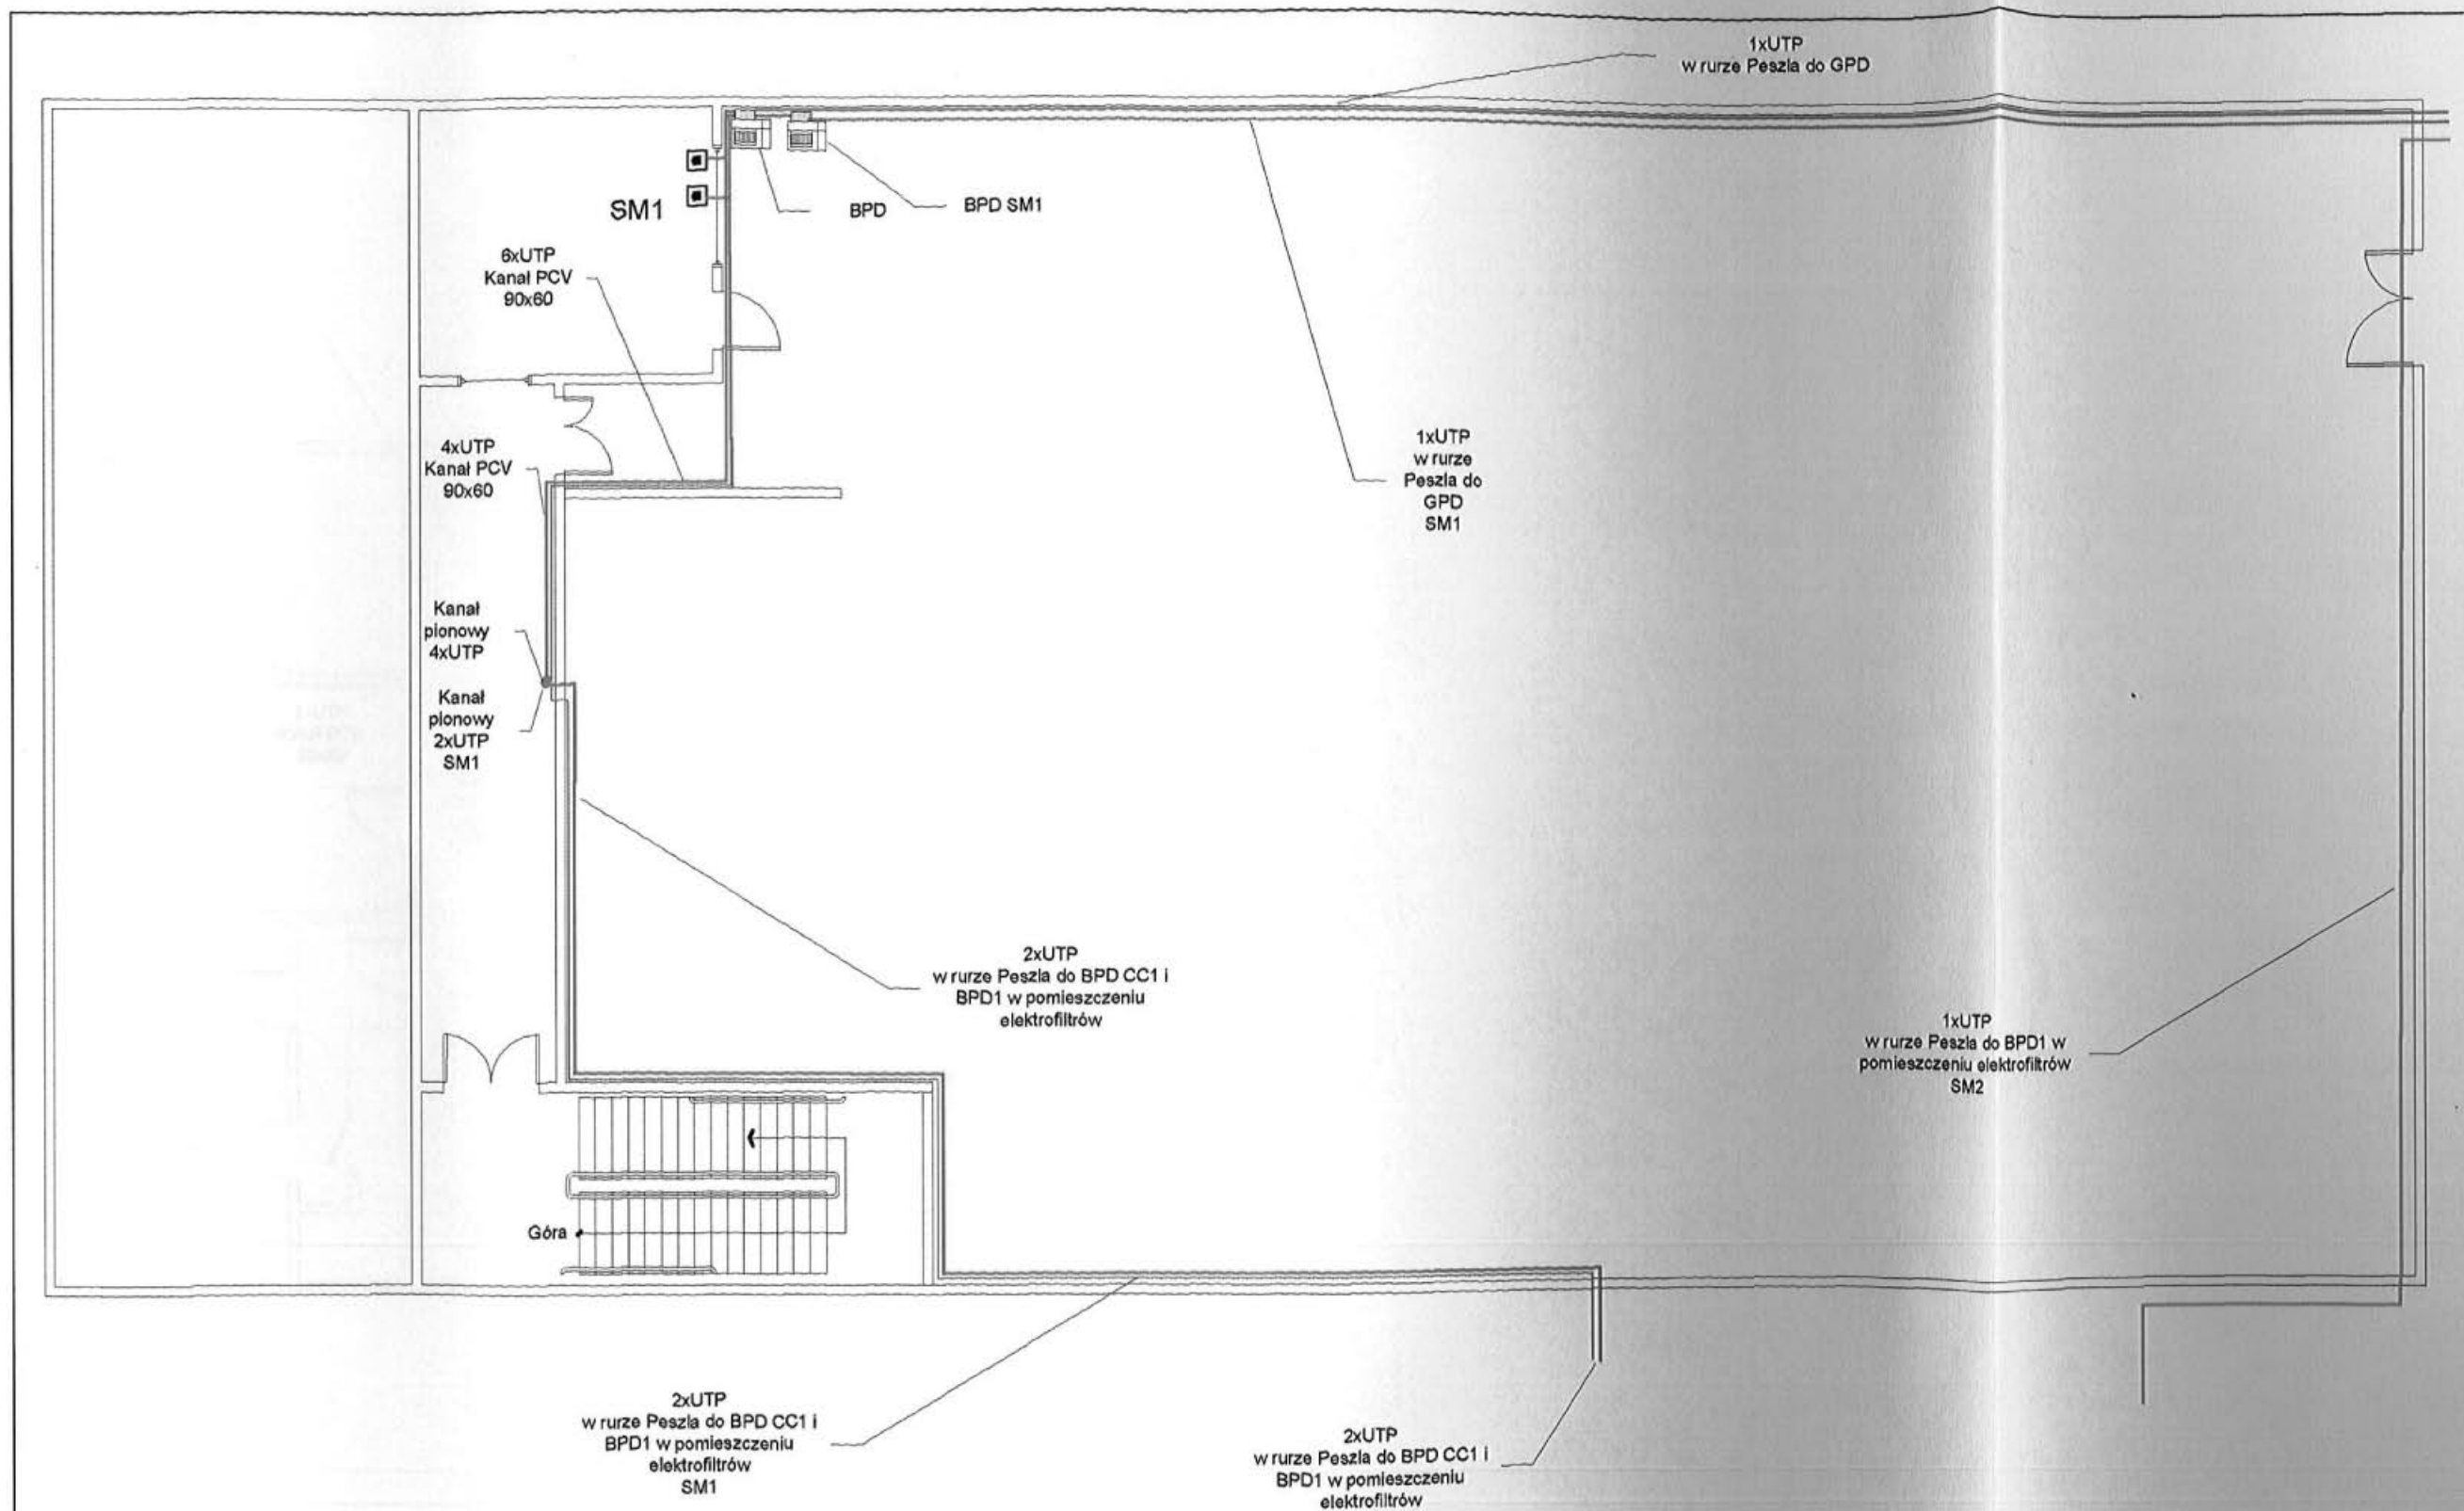 1xUTP
w rurze Peszla do GPD
SM1
BPD
BPD SM1
6xUTP
Kanał PCV
90x60
4xUTP
Kanał PCV
90x60
1xUTP
w rurze
Peszla do
GPD
SM1
Kanał
pionowy
4xUTP
Kanał
pionowy
2xUTP
SM1
2xUTP
w rurze Peszla do BPD CC1 i
BPD1 w pomieszczeniu
elektrofiltrów
1xUTP
w rurze Peszla do BPD1 w
pomieszczeniu elektrofiltrów
SM2
Góra
2xUTP
w rurze Peszla do BPD CC1 i
BPD1 w pomieszczeniu
elektrofiltrów
SM1
2xUTP
w rurze Peszla do BPD CC1 i
BPD1 w pomieszczeniu
elektrofiltrów